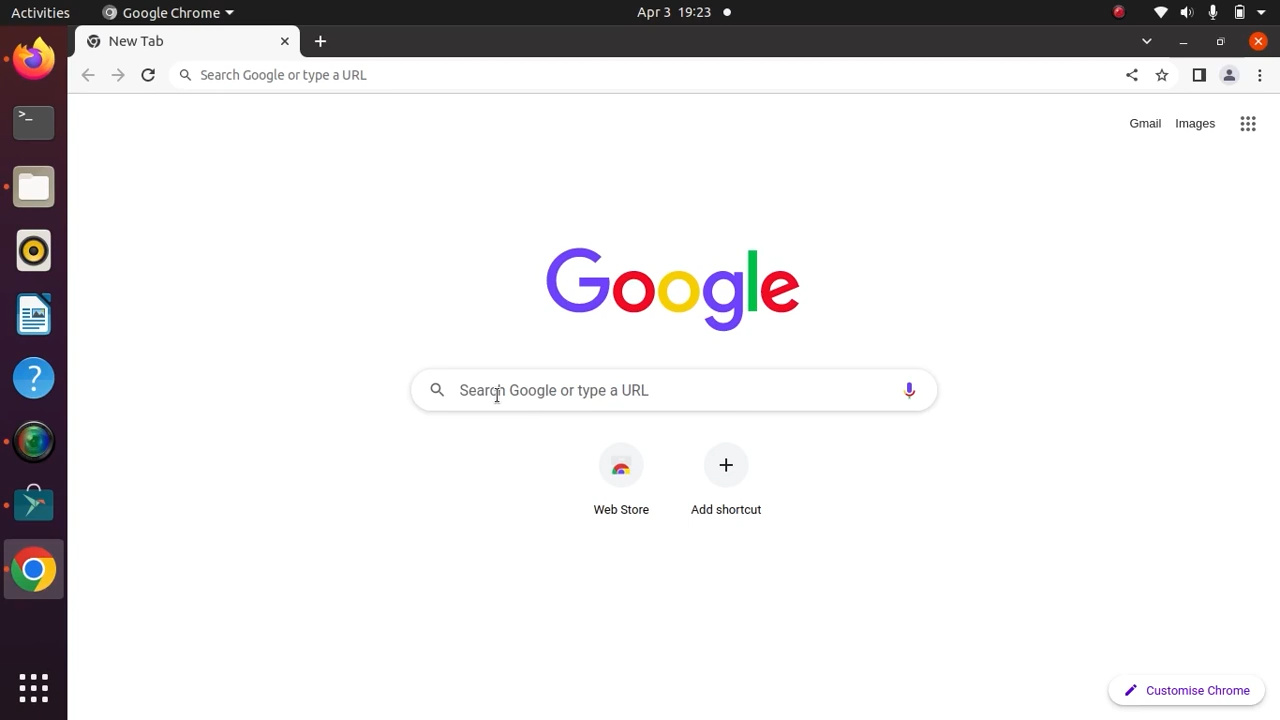 Activities
Google Chrome
Apr 3 19:23
New Tab
Search Google or type a URL
Gmail
Images
Google
Search Google or type a URL
Web Store
Add shortcut
Customise Chrome